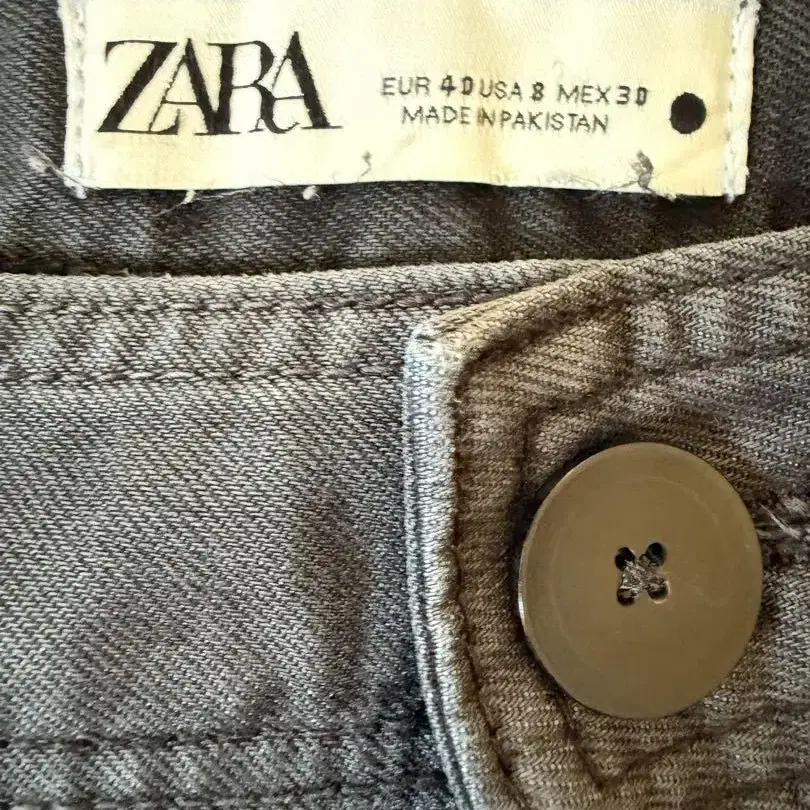 ZARA
EUR 40 USA 8 MEX 30
MADE IN PAKISTAN